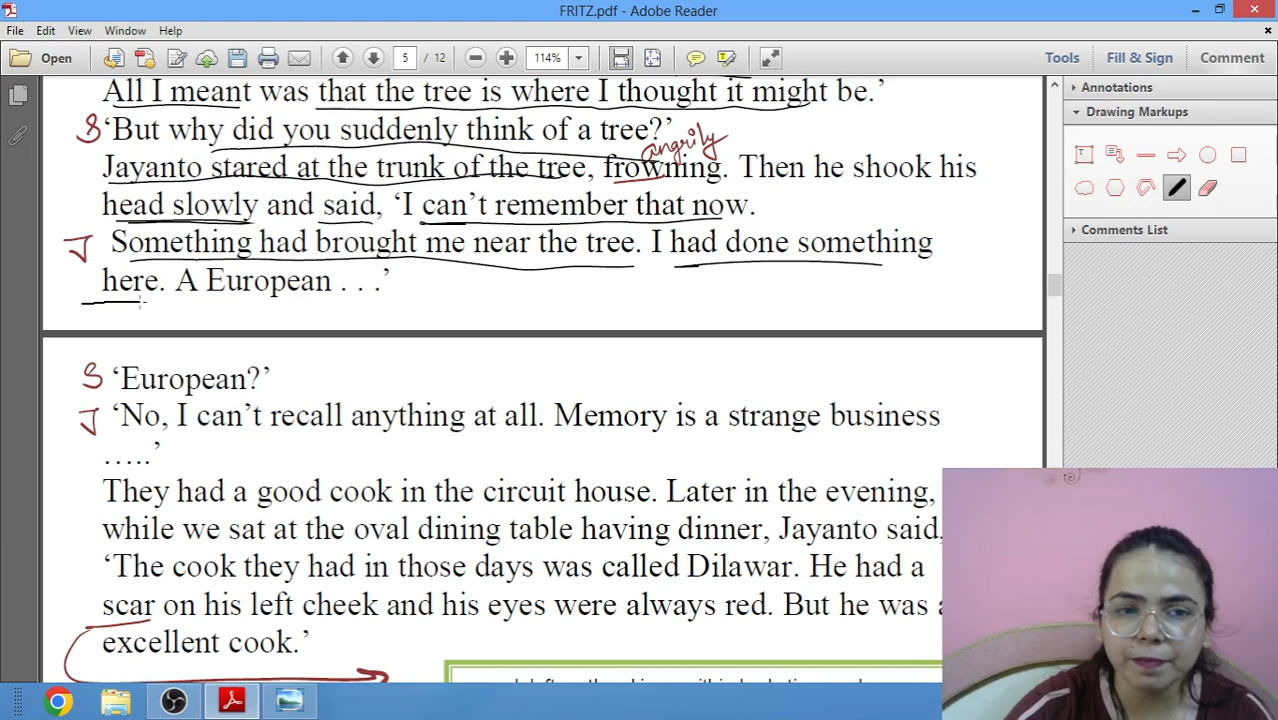 FRITZ.pdf - Adobe Reader
File Edit View Window Help
Open 5 / 12 114% Tools Fill & Sign Comment
All I meant was that the tree is where I thought it might be.’
S ‘But why did you suddenly think of a tree?’
angrily
Jayanto stared at the trunk of the tree, frowning. Then he shook his
head slowly and said, ‘I can’t remember that now.
J Something had brought me near the tree. I had done something
here. A European . . .’
S ‘European?’
J ‘No, I can’t recall anything at all. Memory is a strange business
…..’
They had a good cook in the circuit house. Later in the evening,
while we sat at the oval dining table having dinner, Jayanto said,
‘The cook they had in those days was called Dilawar. He had a
scar on his left cheek and his eyes were always red. But he was a
excellent cook.’
Annotations
Drawing Markups
Comments List